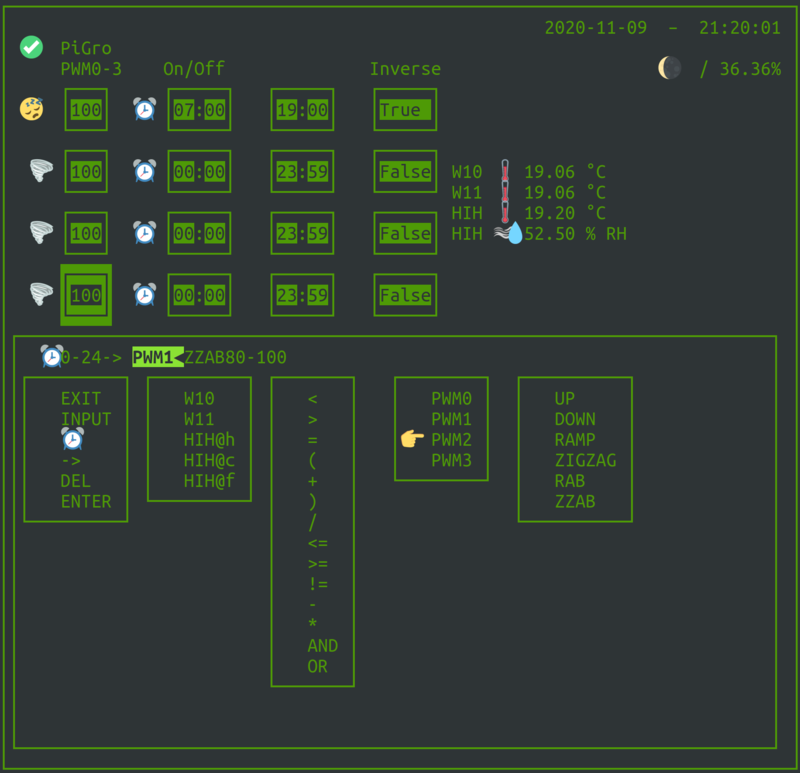 2020-11-09 - 21:20:01
PiGro
PWM0-3 On/Off Inverse / 36.36%
100 07:00 19:00 True
100 00:00 23:59 False
W10 19.06 °C
W11 19.06 °C
HIH 19.20 °C
HIH 52.50 % RH
100 00:00 23:59 False
100 00:00 23:59 False
0-24-> PWM1<ZZAB80-100
EXIT
INPUT
->
DEL
ENTER
W10
W11
HIH@h
HIH@c
HIH@f
<
>
=
(
+
)
/
<=
>=
!=
-
*
AND
OR
PWM0
PWM1
PWM2
PWM3
UP
DOWN
RAMP
ZIGZAG
RAB
ZZAB